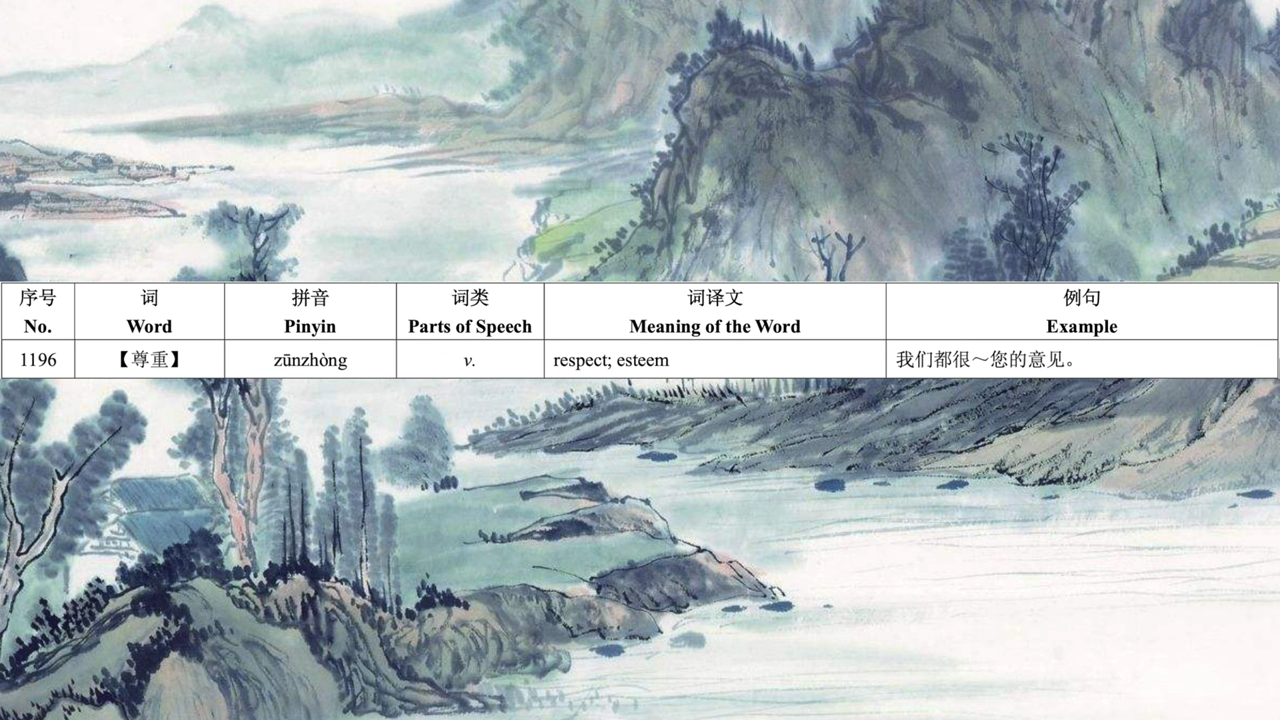 序号 词 拼音 词类 词译文 例句
No. Word Pinyin Parts of Speech Meaning of the Word Example
1196 【尊重】 zūnzhòng v. respect; esteem 我们都很～您的意见。